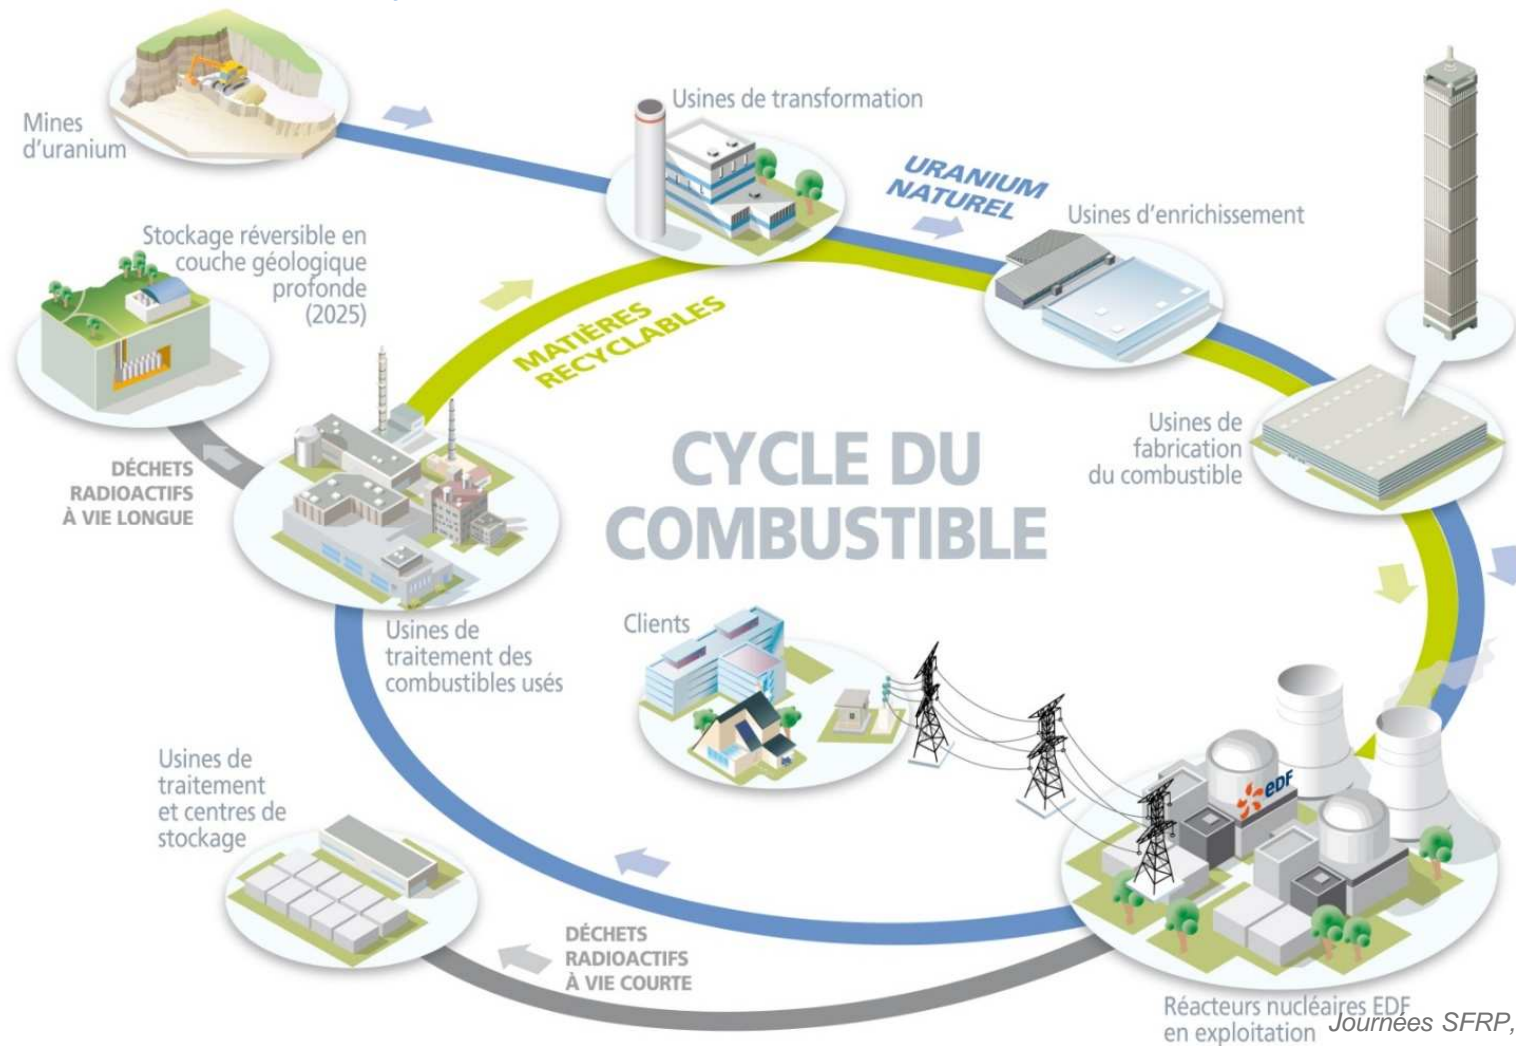 Mines
d'uranium
Usines de transformation
URANIUM
NATUREL
Usines d'enrichissement
Stockage réversible en
couche géologique
profonde
(2025)
MATIÈRES
RECYCLABLES
Usines de
fabrication
du combustible
DÉCHETS
RADIOACTIFS
À VIE LONGUE
CYCLE DU
COMBUSTIBLE
Usines de
traitement des
combustibles usés
Clients
Usines de
traitement
et centres de
stockage
eDF
DÉCHETS
RADIOACTIFS
À VIE COURTE
Réacteurs nucléaires EDF
en exploitation
Journées SFRP,